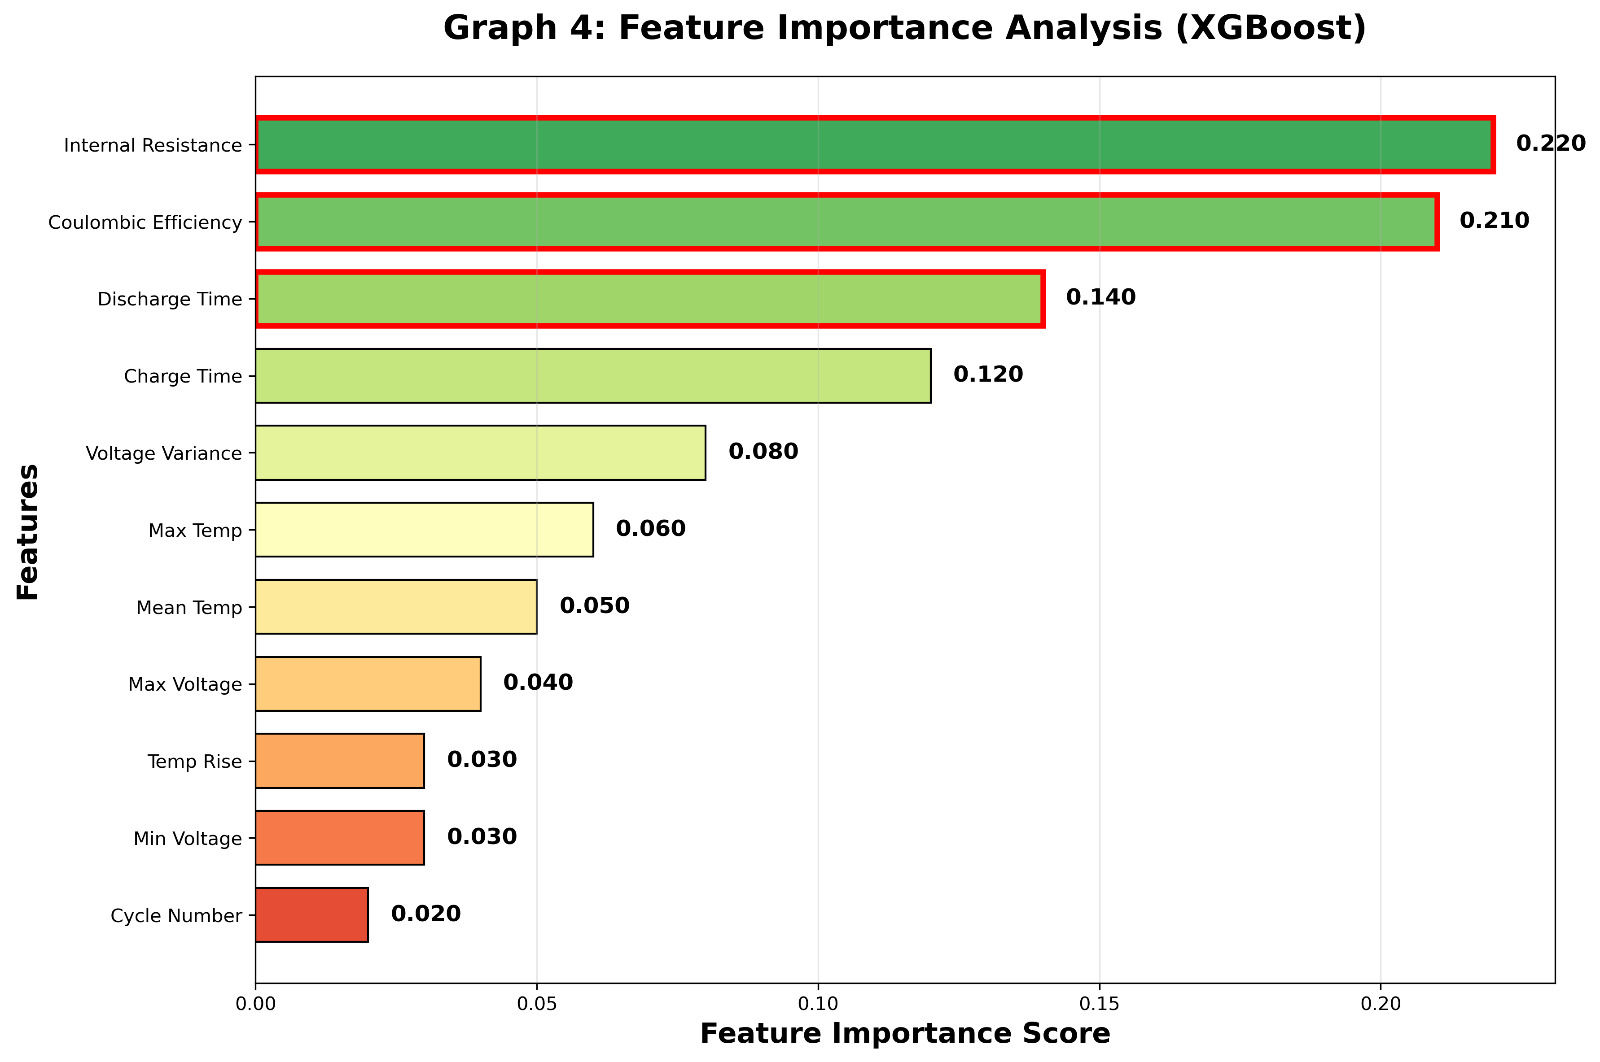 Graph 4: Feature Importance Analysis (XGBoost)
Features
Internal Resistance 0.220
Coulombic Efficiency 0.210
Discharge Time 0.140
Charge Time 0.120
Voltage Variance 0.080
Max Temp 0.060
Mean Temp 0.050
Max Voltage 0.040
Temp Rise 0.030
Min Voltage 0.030
Cycle Number 0.020
0.00 0.05 0.10 0.15 0.20
Feature Importance Score